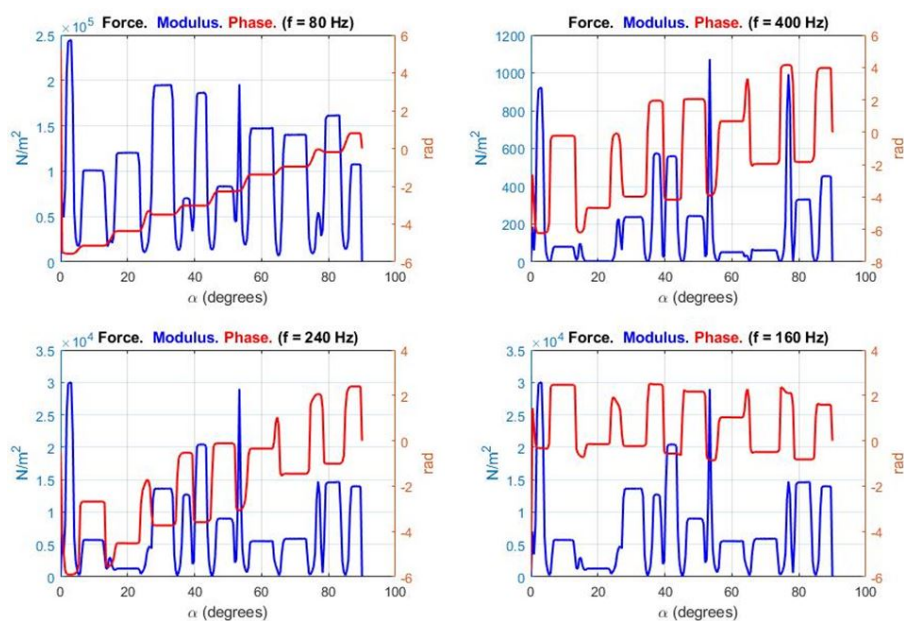 Force. Modulus. Phase. (f = 80 Hz)
×10^5
2.5
2
1.5
1
0.5
0
N/m²
6
4
2
0
-2
-4
-6
rad
0 20 40 60 80 100
α (degrees)
Force. Modulus. Phase. (f = 400 Hz)
1200
1000
800
600
400
200
0
N/m²
6
4
2
0
-2
-4
-6
-8
rad
0 20 40 60 80 100
α (degrees)
Force. Modulus. Phase. (f = 240 Hz)
×10^4
3.5
3
2.5
2
1.5
1
0.5
0
N/m²
4
2
0
-2
-4
-6
rad
0 20 40 60 80 100
α (degrees)
Force. Modulus. Phase. (f = 160 Hz)
×10^4
3.5
3
2.5
2
1.5
1
0.5
0
N/m²
4
2
0
-2
-4
-6
rad
0 20 40 60 80 100
α (degrees)